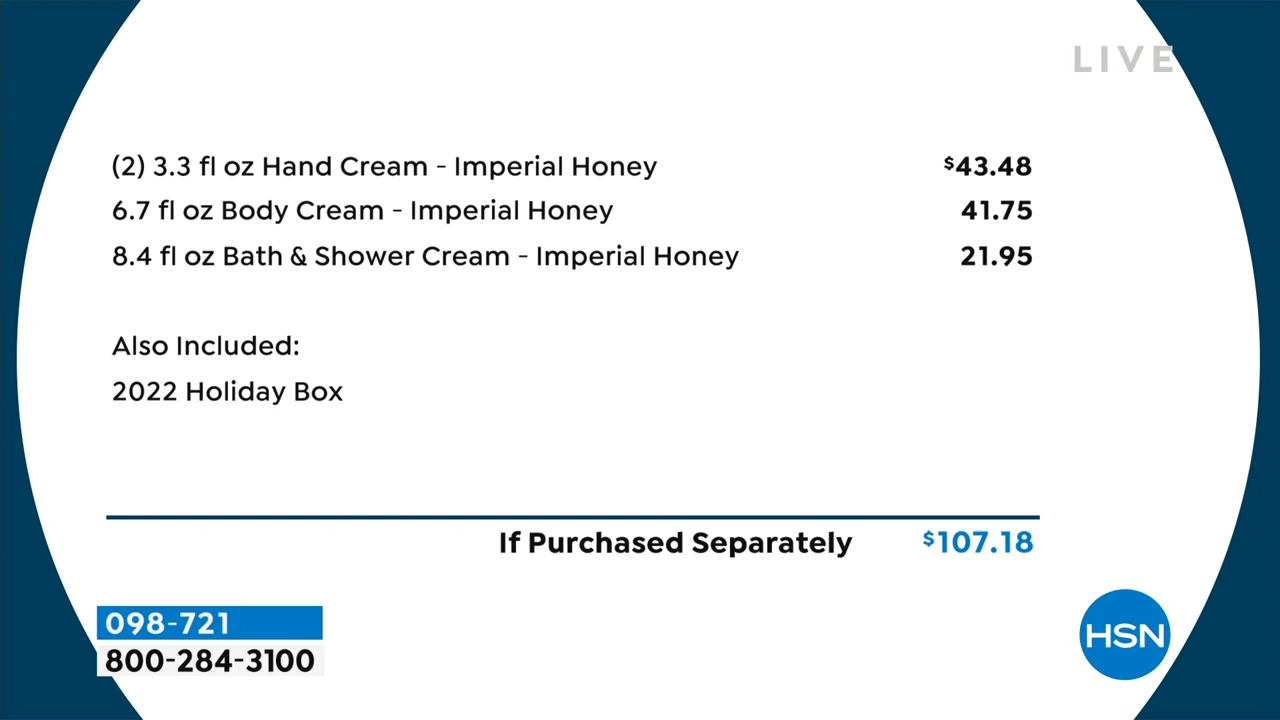 LIVE
(2) 3.3 fl oz Hand Cream - Imperial Honey $43.48
6.7 fl oz Body Cream - Imperial Honey 41.75
8.4 fl oz Bath & Shower Cream - Imperial Honey 21.95
Also Included:
2022 Holiday Box
If Purchased Separately $107.18
098-721
800-284-3100
HSN